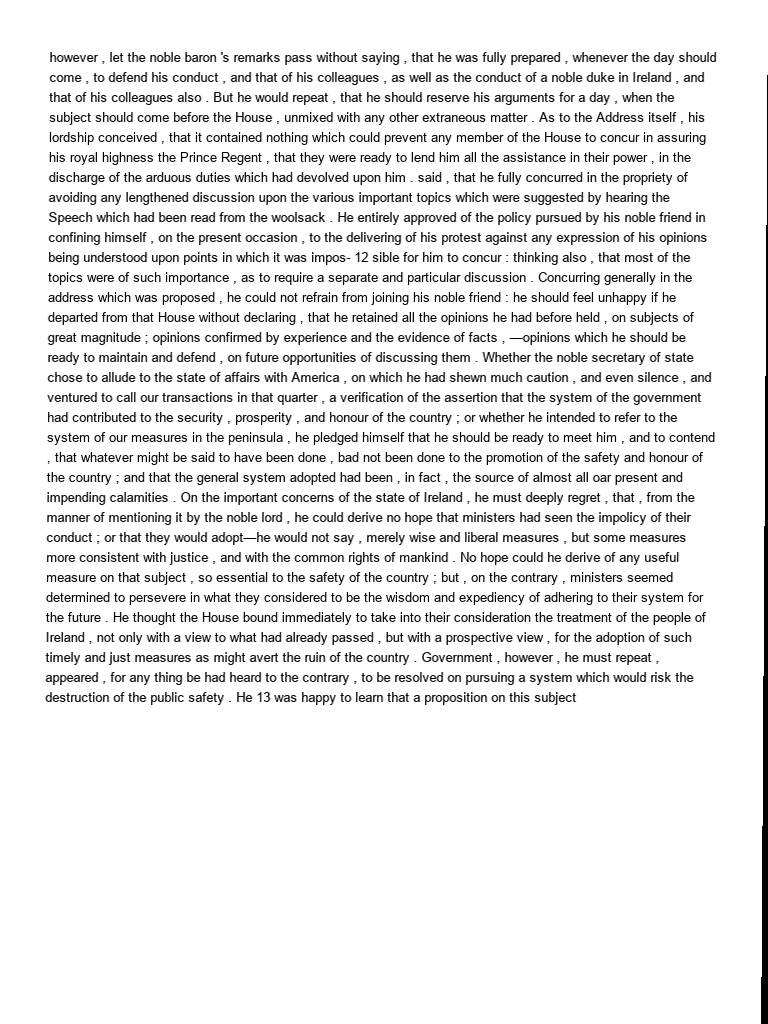 however , let the noble baron 's remarks pass without saying , that he was fully prepared , whenever the day should
come , to defend his conduct , and that of his colleagues , as well as the conduct of a noble duke in Ireland , and
that of his colleagues also . But he would repeat , that he should reserve his arguments for a day , when the
subject should come before the House , unmixed with any other extraneous matter . As to the Address itself , his
lordship conceived , that it contained nothing which could prevent any member of the House to concur in assuring
his royal highness the Prince Regent , that they were ready to lend him all the assistance in their power , in the
discharge of the arduous duties which had devolved upon him . said , that he fully concurred in the propriety of
avoiding any lengthened discussion upon the various important topics which were suggested by hearing the
Speech which had been read from the woolsack . He entirely approved of the policy pursued by his noble friend in
confining himself , on the present occasion , to the delivering of his protest against any expression of his opinions
being understood upon points in which it was impos- 12 sible for him to concur : thinking also , that most of the
topics were of such importance , as to require a separate and particular discussion . Concurring generally in the
address which was proposed , he could not refrain from joining his noble friend : he should feel unhappy if he
departed from that House without declaring , that he retained all the opinions he had before held , on subjects of
great magnitude ; opinions confirmed by experience and the evidence of facts , —opinions which he should be
ready to maintain and defend , on future opportunities of discussing them . Whether the noble secretary of state
chose to allude to the state of affairs with America , on which he had shewn much caution , and even silence , and
ventured to call our transactions in that quarter , a verification of the assertion that the system of the government
had contributed to the security , prosperity , and honour of the country ; or whether he intended to refer to the
system of our measures in the peninsula , he pledged himself that he should be ready to meet him , and to contend
, that whatever might be said to have been done , bad not been done to the promotion of the safety and honour of
the country ; and that the general system adopted had been , in fact , the source of almost all oar present and
impending calamities . On the important concerns of the state of Ireland , he must deeply regret , that , from the
manner of mentioning it by the noble lord , he could derive no hope that ministers had seen the impolicy of their
conduct ; or that they would adopt—he would not say , merely wise and liberal measures , but some measures
more consistent with justice , and with the common rights of mankind . No hope could he derive of any useful
measure on that subject , so essential to the safety of the country ; but , on the contrary , ministers seemed
determined to persevere in what they considered to be the wisdom and expediency of adhering to their system for
the future . He thought the House bound immediately to take into their consideration the treatment of the people of
Ireland , not only with a view to what had already passed , but with a prospective view , for the adoption of such
timely and just measures as might avert the ruin of the country . Government , however , he must repeat ,
appeared , for any thing be had heard to the contrary , to be resolved on pursuing a system which would risk the
destruction of the public safety . He 13 was happy to learn that a proposition on this subject